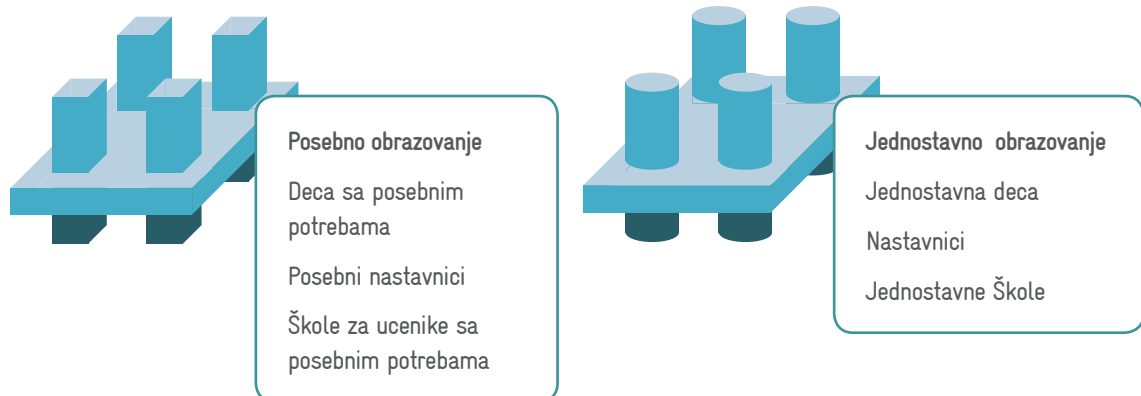 Posebno obrazovanje
Deca sa posebnim
potrebama
Posebni nastavnici
Škole za ucenike sa
posebnim potrebama
Jednostavno obrazovanje
Jednostavna deca
Nastavnici
Jednostavne Škole